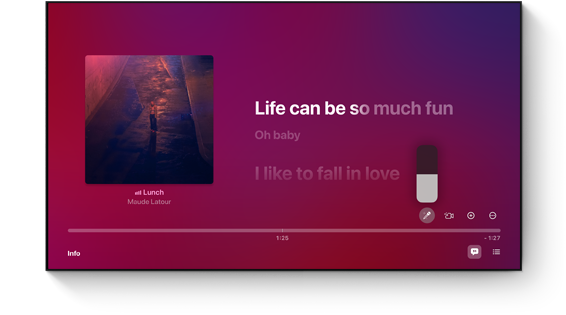 Life can be so much fun
Oh baby
I like to fall in love
Lunch
Maude Latour
1:25
- 1:27
Info